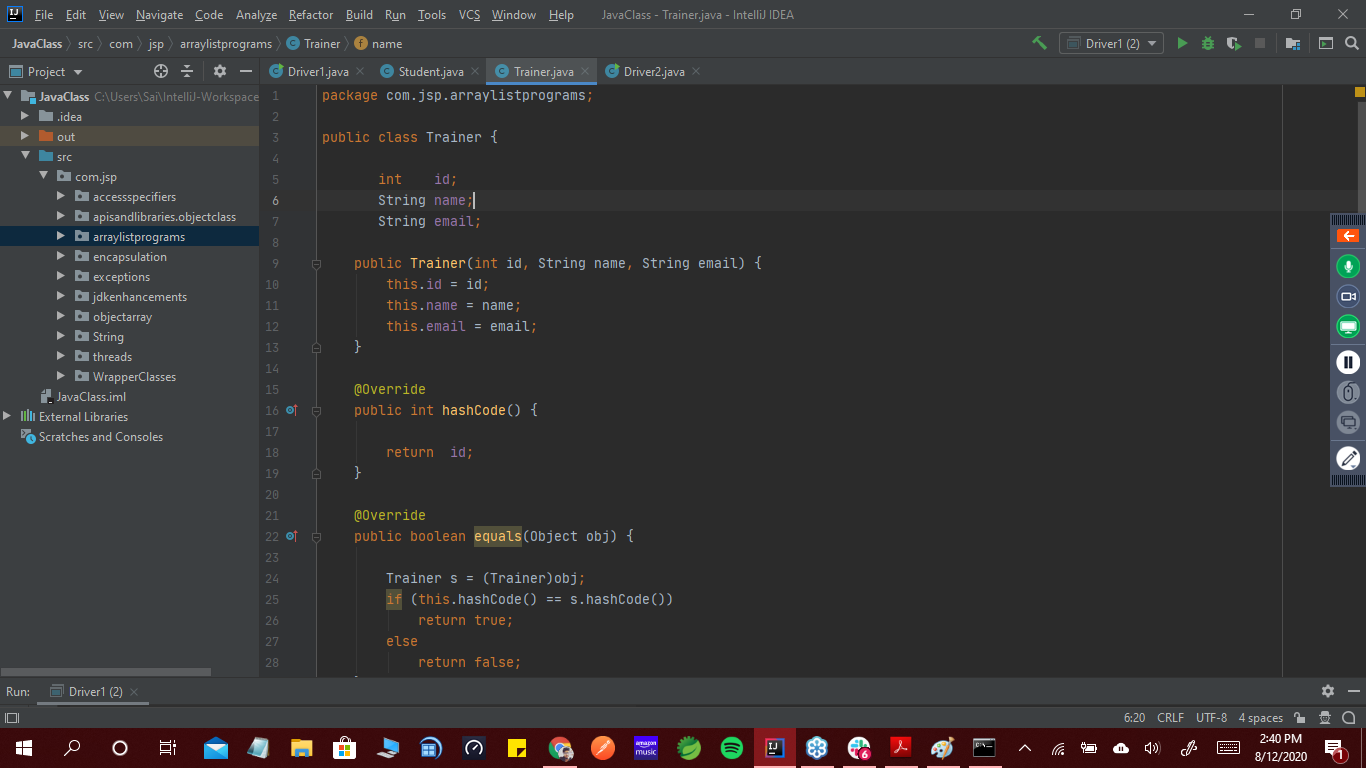 File Edit View Navigate Code Analyze Refactor Build Run Tools VCS Window Help JavaClass - Trainer.java - IntelliJ IDEA
JavaClass src com jsp arraylistprograms Trainer name Driver1 (2)
Project
Driver1.java Student.java Trainer.java Driver2.java
JavaClass C:\Users\Sai\IntelliJ-Workspace
.idea
out
src
com.jsp
accessspecifiers
apisandlibraries.objectclass
arraylistprograms
encapsulation
exceptions
jdkenhancements
objectarray
String
threads
WrapperClasses
JavaClass.iml
External Libraries
Scratches and Consoles
1 package com.jsp.arraylistprograms;
2
3 public class Trainer {
4
5 int id;
6 String name;
7 String email;
8
9 public Trainer(int id, String name, String email) {
10 this.id = id;
11 this.name = name;
12 this.email = email;
13 }
14
15 @Override
16 public int hashCode() {
17
18 return id;
19 }
20
21 @Override
22 public boolean equals(Object obj) {
23
24 Trainer s = (Trainer)obj;
25 if (this.hashCode() == s.hashCode())
26 return true;
27 else
28 return false;
Run: Driver1 (2)
6:20 CRLF UTF-8 4 spaces
amazon music
6
2:40 PM
8/12/2020
1